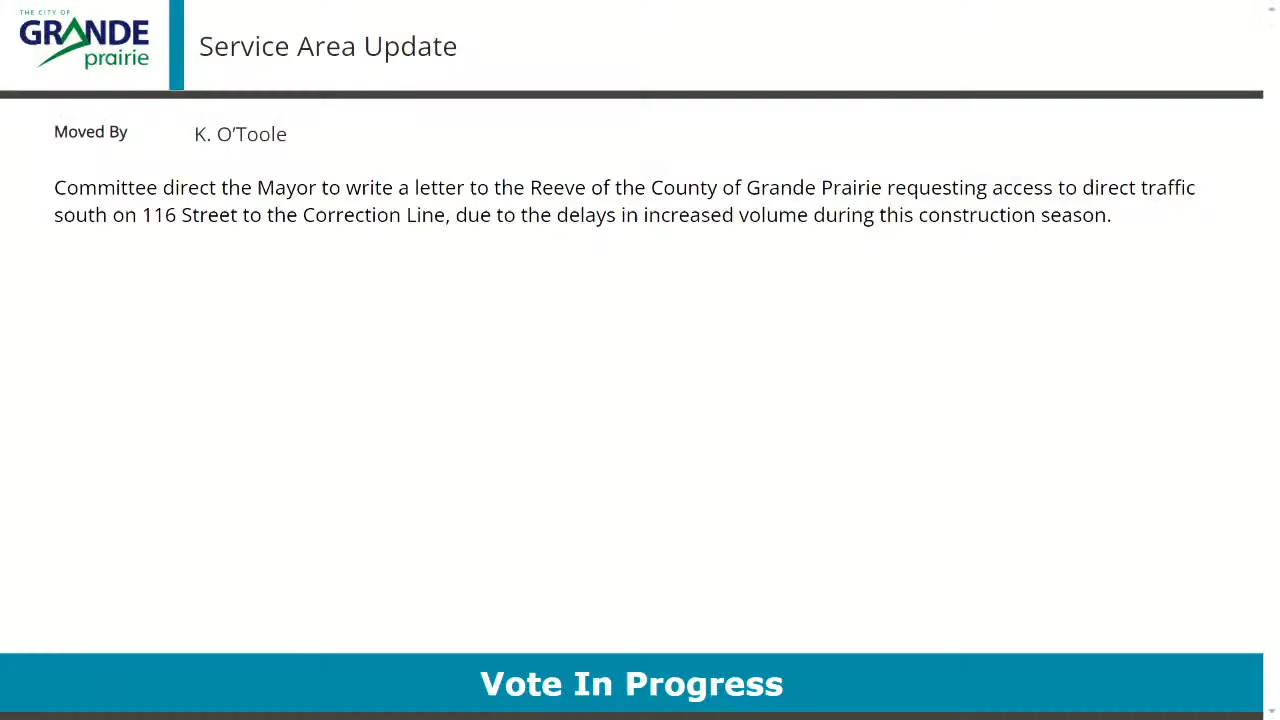 THE CITY OF
GRANDE
prairie
Service Area Update
Moved By
K. O'Toole
Committee direct the Mayor to write a letter to the Reeve of the County of Grande Prairie requesting access to direct traffic
south on 116 Street to the Correction Line, due to the delays in increased volume during this construction season.
Vote In Progress